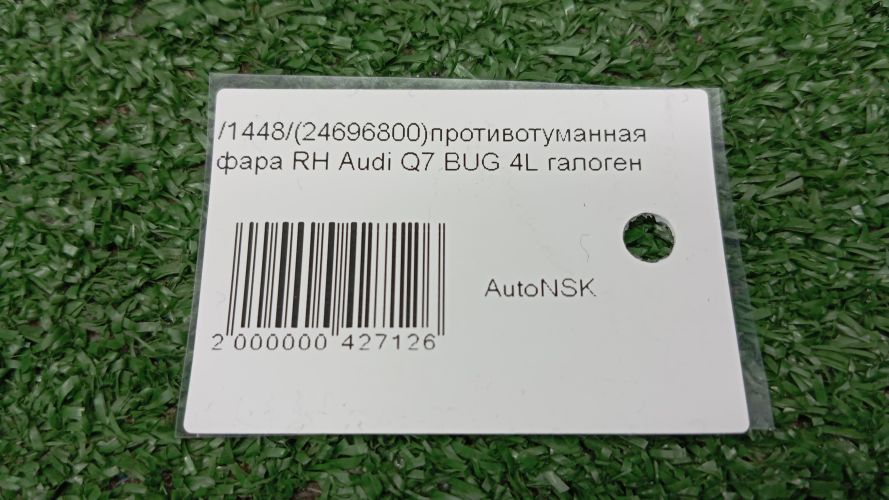 /1448/(24696800)противотуманная
фара RH Audi Q7 BUG 4L галоген
AutoNSK
2 000000 427126